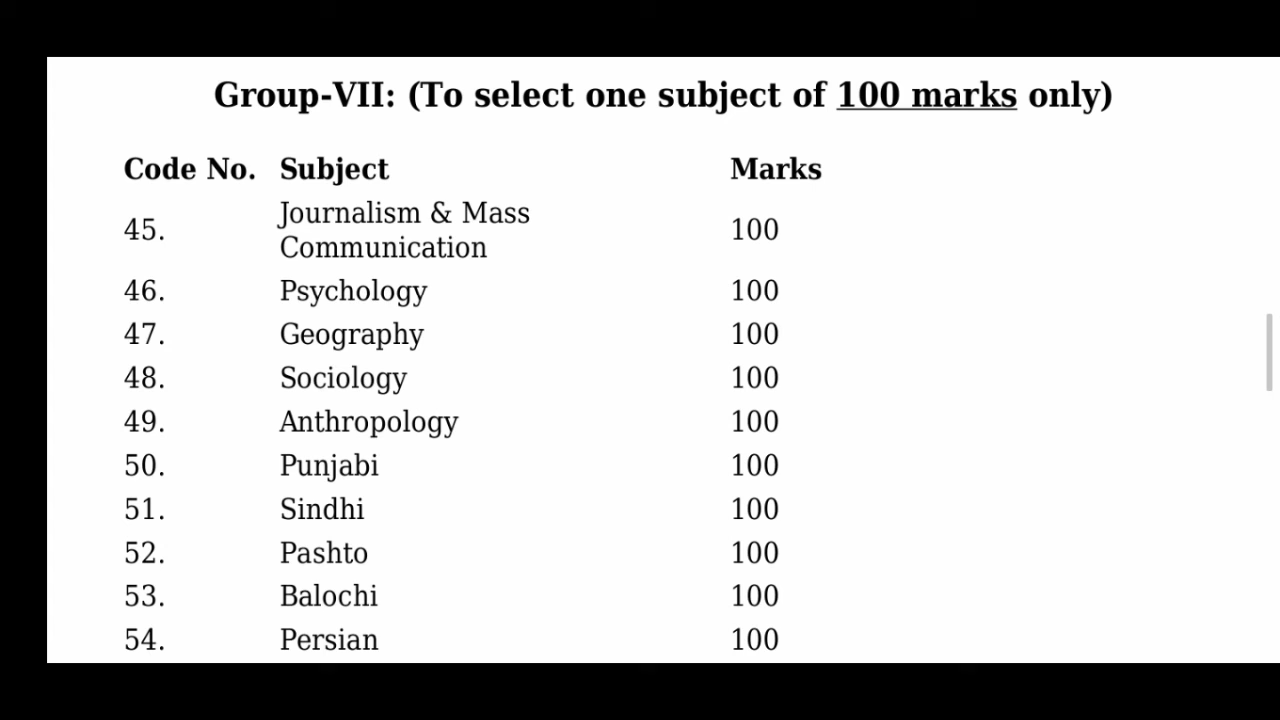 Group-VII: (To select one subject of 100 marks only)
Code No. Subject Marks
45. Journalism & Mass Communication 100
46. Psychology 100
47. Geography 100
48. Sociology 100
49. Anthropology 100
50. Punjabi 100
51. Sindhi 100
52. Pashto 100
53. Balochi 100
54. Persian 100